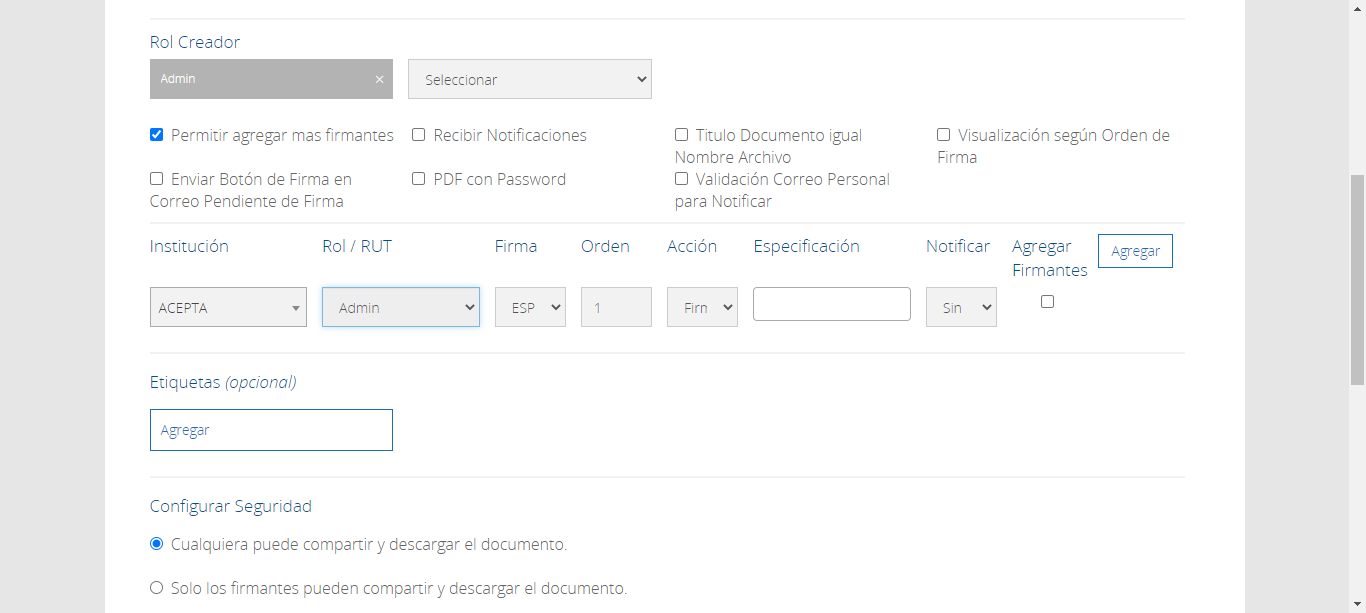 Rol Creador
Admin ×
Seleccionar
Permitir agregar mas firmantes
Recibir Notificaciones
Titulo Documento igual
Nombre Archivo
Visualización según Orden de
Firma
Enviar Botón de Firma en
Correo Pendiente de Firma
PDF con Password
Validación Correo Personal
para Notificar
Institución Rol / RUT Firma Orden Acción Especificación Notificar Agregar
Firmantes
Agregar
ACEPTA Admin ESP 1 Firn Sin
Etiquetas (opcional)
Agregar
Configurar Seguridad
Cualquiera puede compartir y descargar el documento.
Solo los firmantes pueden compartir y descargar el documento.